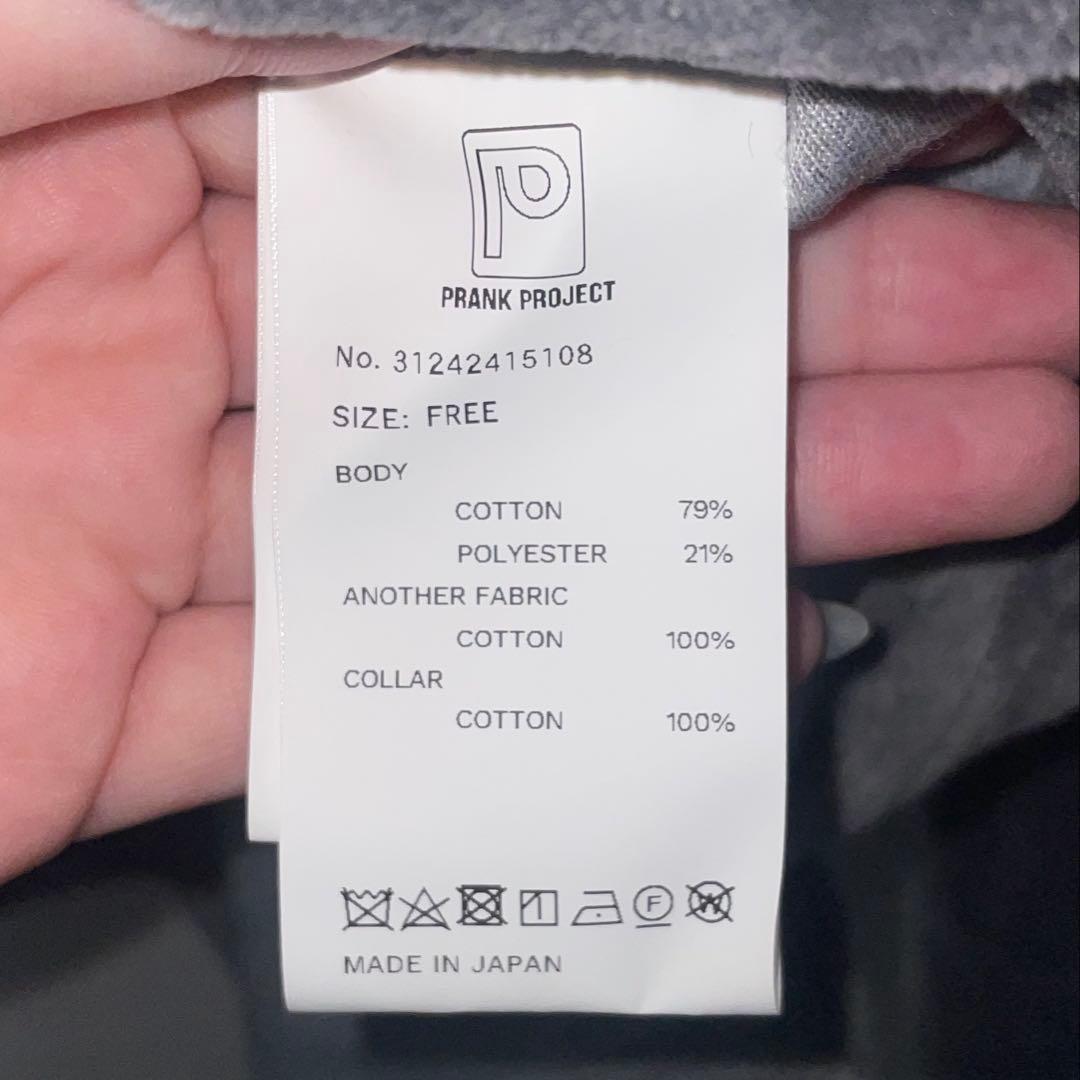 P
PRANK PROJECT
No. 31242415108
SIZE: FREE
BODY
COTTON 79%
POLYESTER 21%
ANOTHER FABRIC
COTTON 100%
COLLAR
COTTON 100%
F W
MADE IN JAPAN